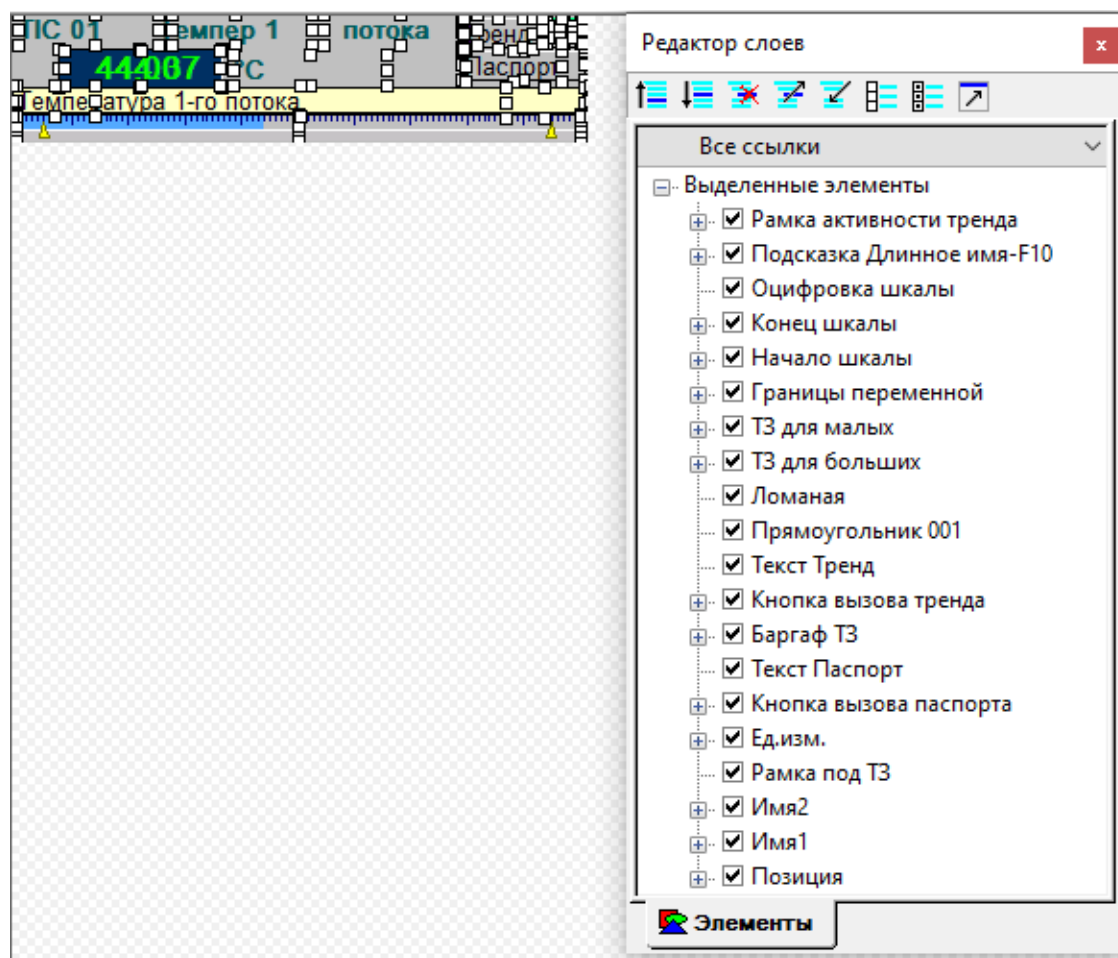 TIC 01 Темпер 1 потока Тренд
°C Паспорт
Температура 1-го потока
Редактор слоев
x
Все ссылки
Выделенные элементы
Рамка активности тренда
Подсказка Длинное имя-F10
Оцифровка шкалы
Конец шкалы
Начало шкалы
Границы переменной
ТЗ для малых
ТЗ для больших
Ломаная
Прямоугольник 001
Текст Тренд
Кнопка вызова тренда
Баргаф ТЗ
Текст Паспорт
Кнопка вызова паспорта
Ед.изм.
Рамка под ТЗ
Имя2
Имя1
Позиция
Элементы